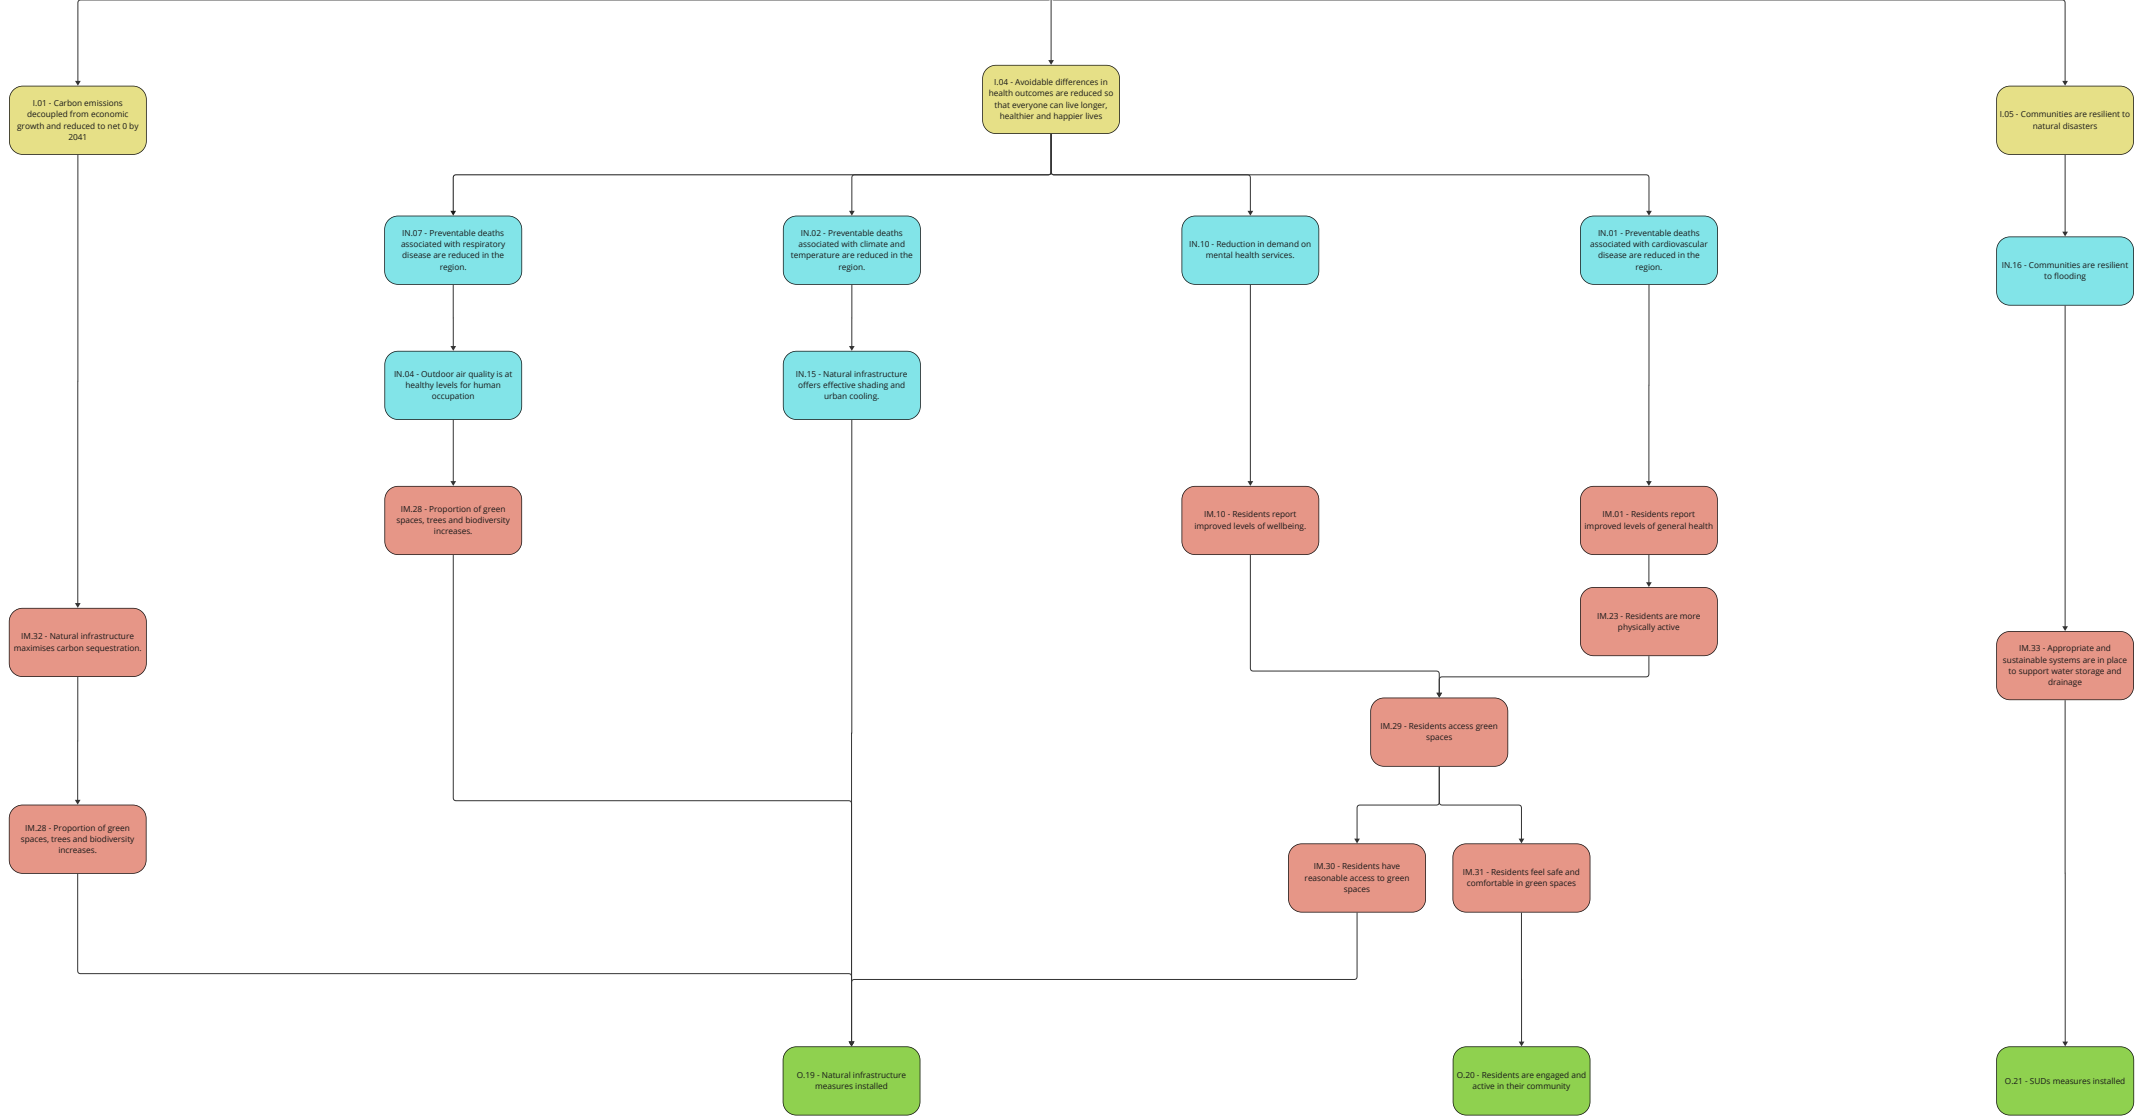 I.01 - Carbon emissions
decoupled from economic
growth and reduced to net 0 by
2041
I.04 - Avoidable differences in
health outcomes are reduced so
that everyone can live longer,
healthier and happier lives
I.05 - Communities are resilient to
natural disasters
IN.07 - Preventable deaths
associated with respiratory
disease are reduced in the
region.
IN.02 - Preventable deaths
associated with climate and
temperature are reduced in the
region.
IN.10 - Reduction in demand on
mental health services.
IN.01 - Preventable deaths
associated with cardiovascular
disease are reduced in the
region.
IN.16 - Communities are resilient
to flooding
IN.04 - Outdoor air quality is at
healthy levels for human
occupation
IN.15 - Natural infrastructure
offers effective shading and
urban cooling.
IM.28 - Proportion of green
spaces, trees and biodiversity
increases.
IM.10 - Residents report
improved levels of wellbeing.
IM.01 - Residents report
improved levels of general health
IM.32 - Natural infrastructure
maximises carbon sequestration.
IM.23 - Residents are more
physically active
IM.33 - Appropriate and
sustainable systems are in place
to support water storage and
drainage
IM.29 - Residents access green
spaces
IM.28 - Proportion of green
spaces, trees and biodiversity
increases.
IM.30 - Residents have
reasonable access to green
spaces
IM.31 - Residents feel safe and
comfortable in green spaces
O.19 - Natural infrastructure
measures installed
O.20 - Residents are engaged and
active in their community
O.21 - SUDs measures installed